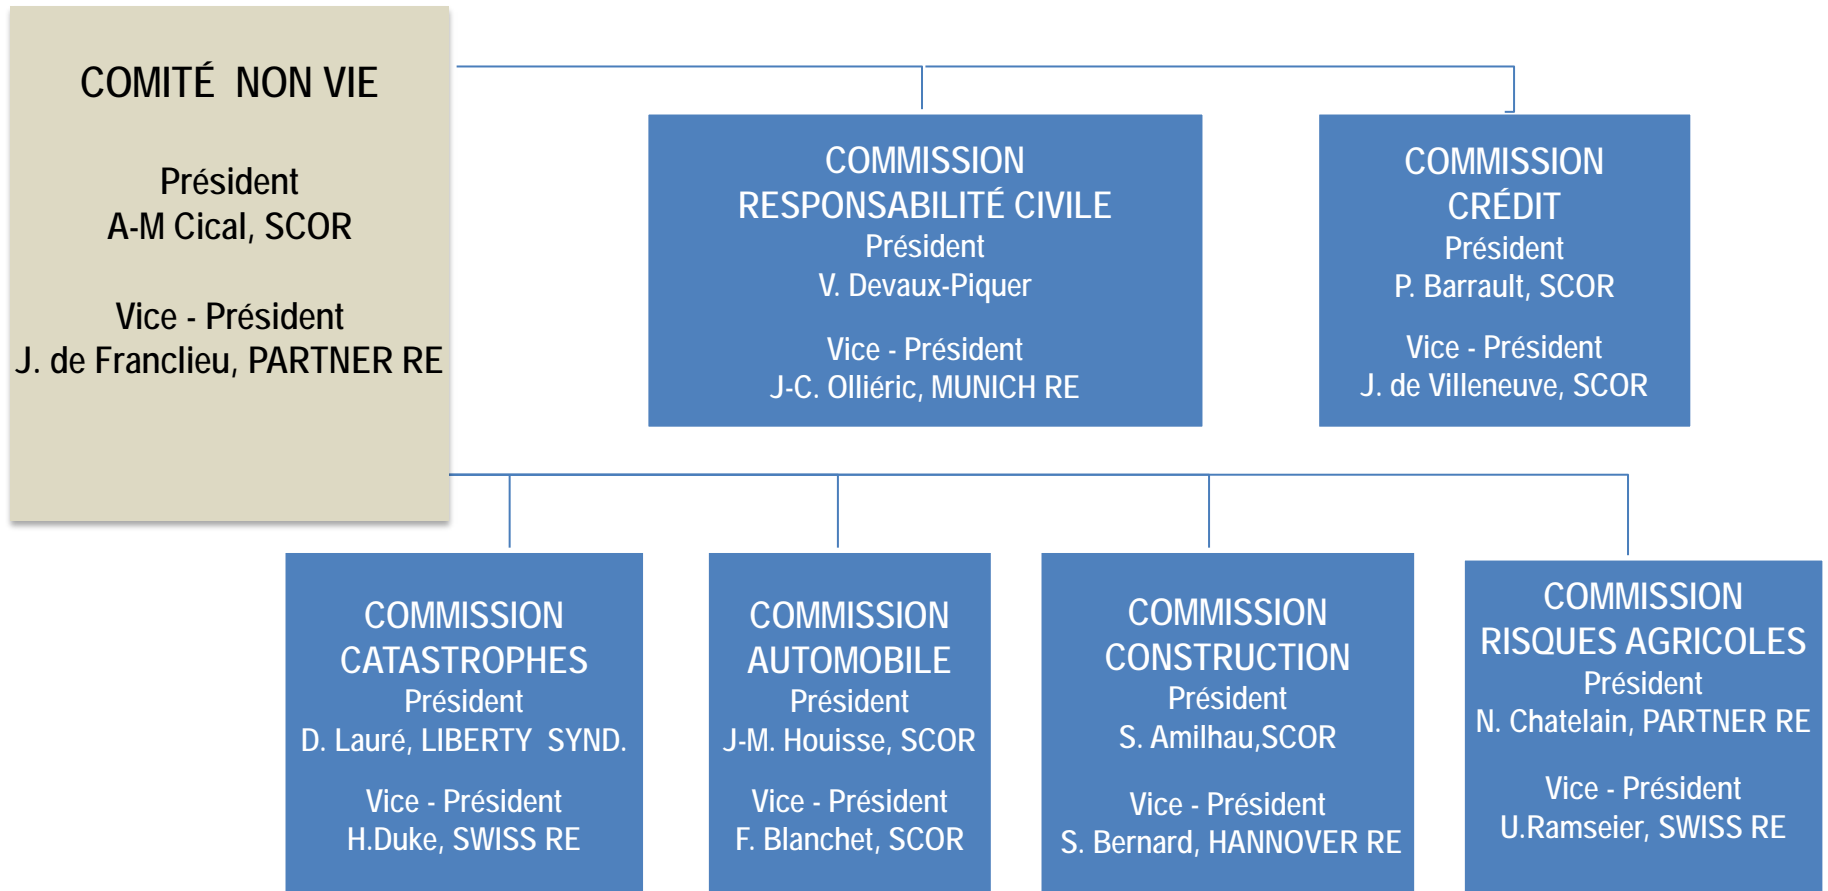 COMITÉ NON VIE
Président
A-M Cical, SCOR
Vice - Président
J. de Franclieu, PARTNER RE
COMMISSION
RESPONSABILITÉ CIVILE
Président
V. Devaux-Piquer
Vice - Président
J-C. Olliéric, MUNICH RE
COMMISSION
CRÉDIT
Président
P. Barrault, SCOR
Vice - Président
J. de Villeneuve, SCOR
COMMISSION
CATASTROPHES
Président
D. Lauré, LIBERTY SYND.
Vice - Président
H.Duke, SWISS RE
COMMISSION
AUTOMOBILE
Président
J-M. Houisse, SCOR
Vice - Président
F. Blanchet, SCOR
COMMISSION
CONSTRUCTION
Président
S. Amilhau,SCOR
Vice - Président
S. Bernard, HANNOVER RE
COMMISSION
RISQUES AGRICOLES
Président
N. Chatelain, PARTNER RE
Vice - Président
U.Ramseier, SWISS RE